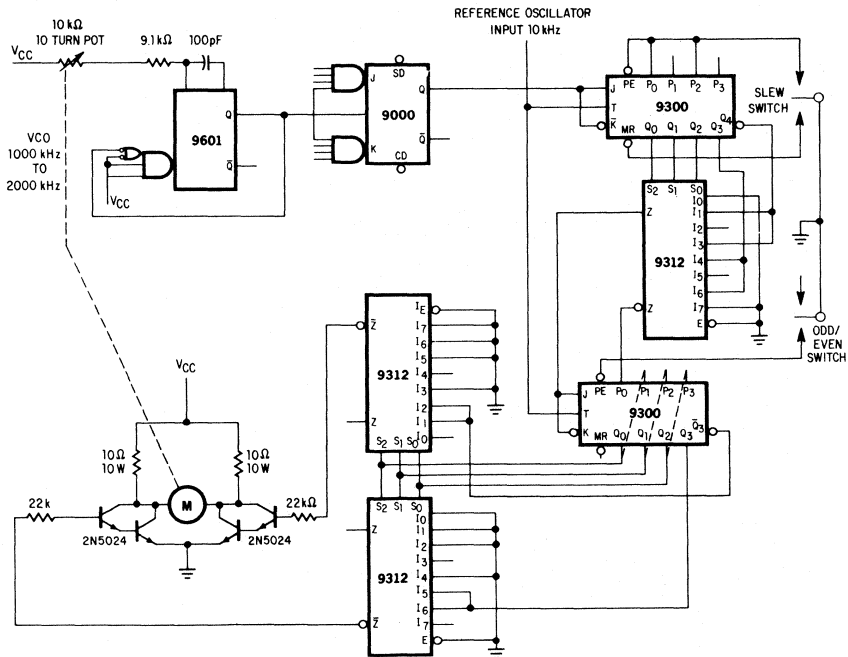 REFERENCE OSCILLATOR
INPUT 10 kHz
10 kΩ
10 TURN POT
VCC
9.1 kΩ
100pF
9601
Q
Q̅
VCC
VCO
1000 kHz
TO
2000 kHz
J
K
SD
9000
CD
Q
Q̅
PE P0 P1 P2 P3
J
T
K̅
9300
MR Q0 Q1 Q2 Q3
Q4
SLEW
SWITCH
S2 S1 S0
Z
9312
Z̅
I0
I1
I2
I3
I4
I5
I6
I7
E
ODD/
EVEN
SWITCH
PE P0 P1 P2 P3
J
T
K
9300
MR Q0 Q1 Q2 Q3
Q̅3
Z̅
9312
Z
IE
I7
I6
I5
I4
I3
I2
I1
I0
S2 S1 S0
VCC
10Ω
10 W
10Ω
10 W
22k
M
22kΩ
2N5024
2N5024
S2 S1 S0
Z
9312
Z̅
I0
I1
I2
I3
I4
I5
I6
I7
E